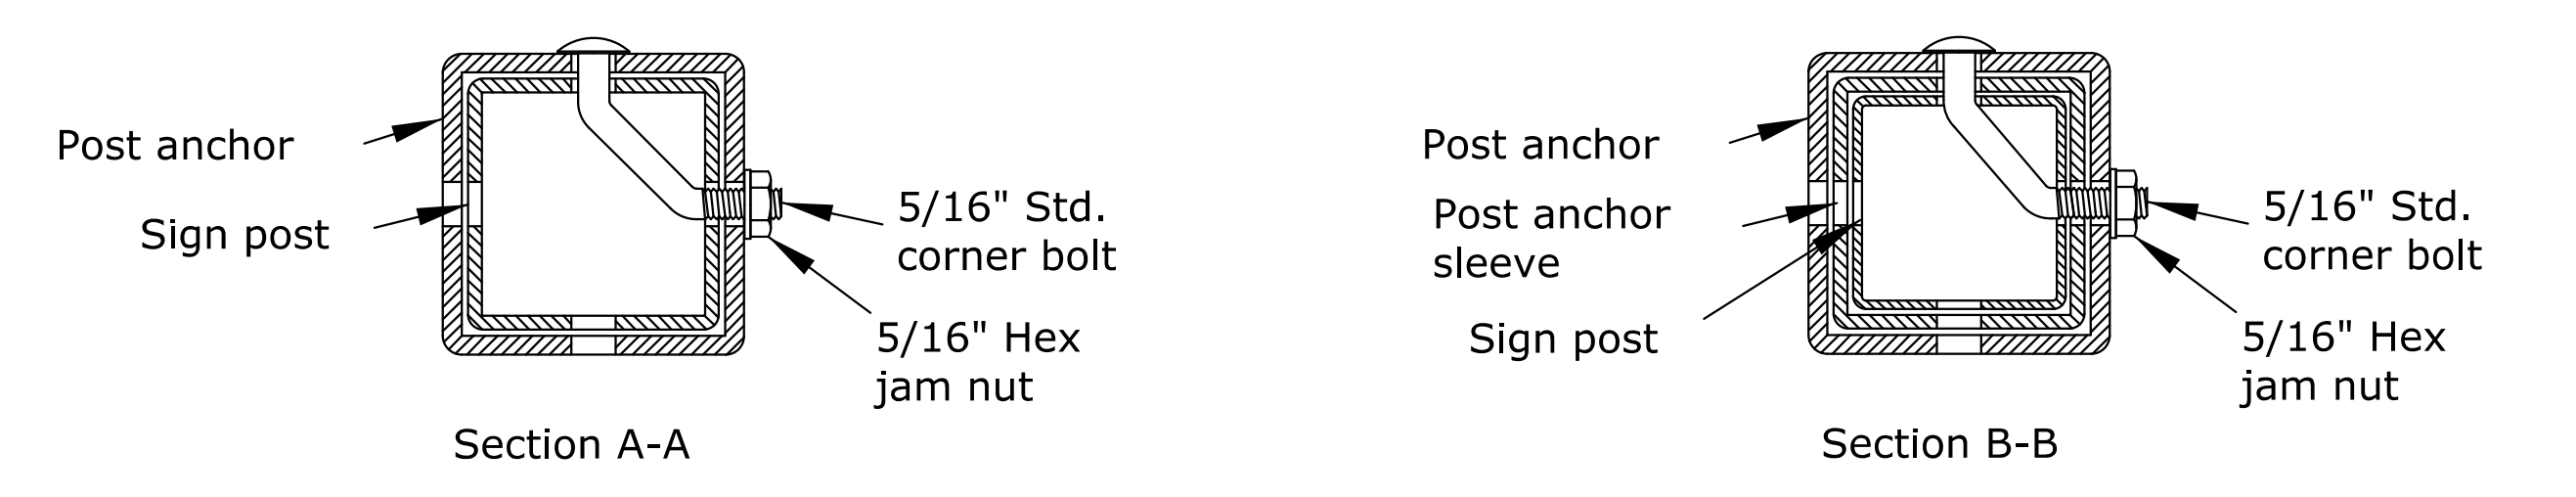 Post anchor
Sign post
5/16" Std.
corner bolt
5/16" Hex
jam nut
Section A-A
Post anchor
Post anchor
sleeve
Sign post
5/16" Std.
corner bolt
5/16" Hex
jam nut
Section B-B